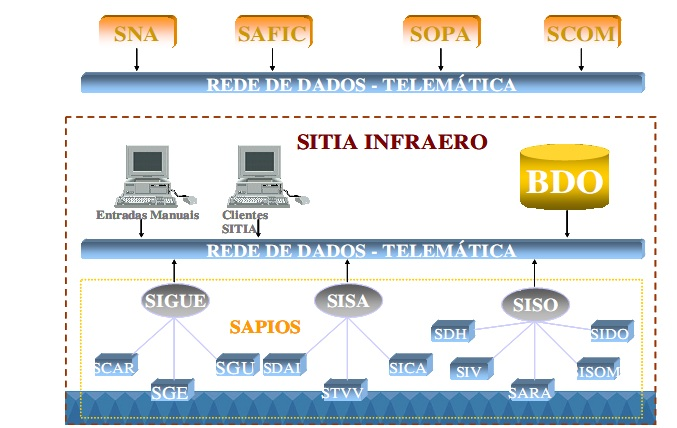 SNA
SAFIC
SOPA
SCOM
REDE DE DADOS - TELEMÁTICA
SITIA INFRAERO
BDO
Entradas Manuais
Clientes
SITIA
REDE DE DADOS - TELEMÁTICA
SIGUE
SISA
SISO
SAPIOS
SDH
SIDO
SCAR
SGU
SDAI
SICA
SIV
SISOM
SGE
STVV
SARA